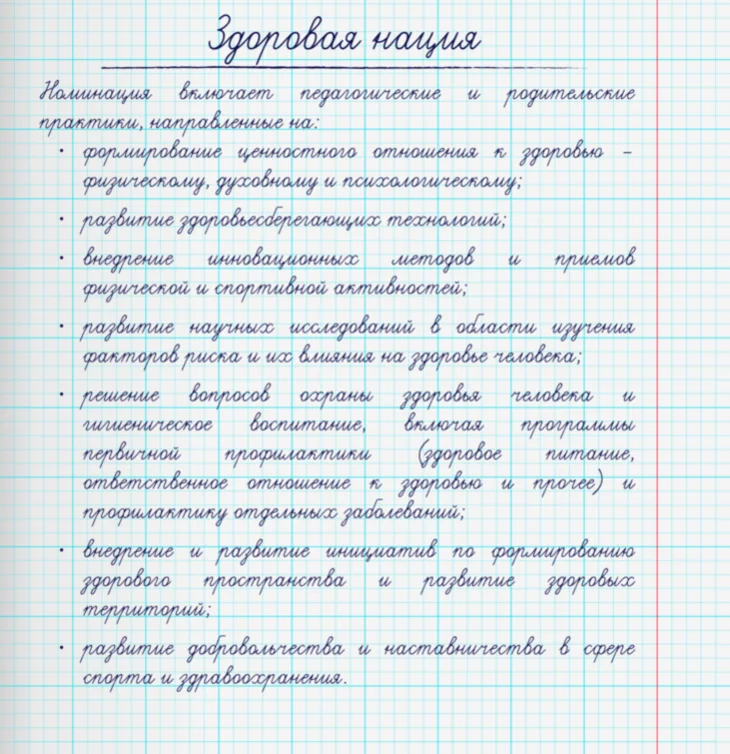 Здоровая нация
Номинация включает педагогические и родительские
практики, направленные на:
• формирование ценностного отношения к здоровью –
физическому, духовному и психологическому;
• развитие здоровьесберегающих технологий;
• внедрение инновационных методов и приемов
физической и спортивной активностей;
• развитие научных исследований в области изучения
факторов риска и их влияния на здоровье человека;
• решение вопросов охраны здоровья человека и
гигиеническое воспитание, включая программы
первичной профилактики (здоровое питание,
ответственное отношение к здоровью и прочее) и
профилактику отдельных заболеваний;
• внедрение и развитие инициатив по формированию
здорового пространства и развитие здоровых
территорий;
• развитие добровольчества и наставничества в сфере
спорта и здравоохранения.